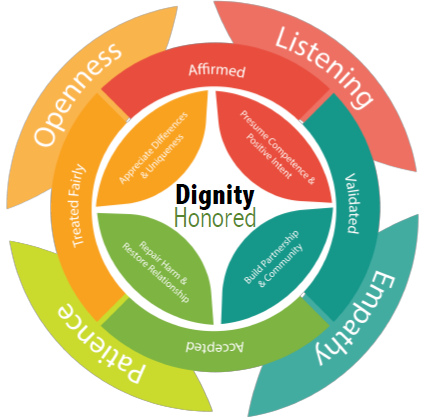 Openness
Listening
Affirmed
Appreciate Differences
& Uniqueness
Presume Competence &
Positive Intent
Treated Fairly
Dignity
Honored
Validated
Repair Harm &
Restore Relationship
Build Partnership
& Community
Accepted
Patience
Empathy